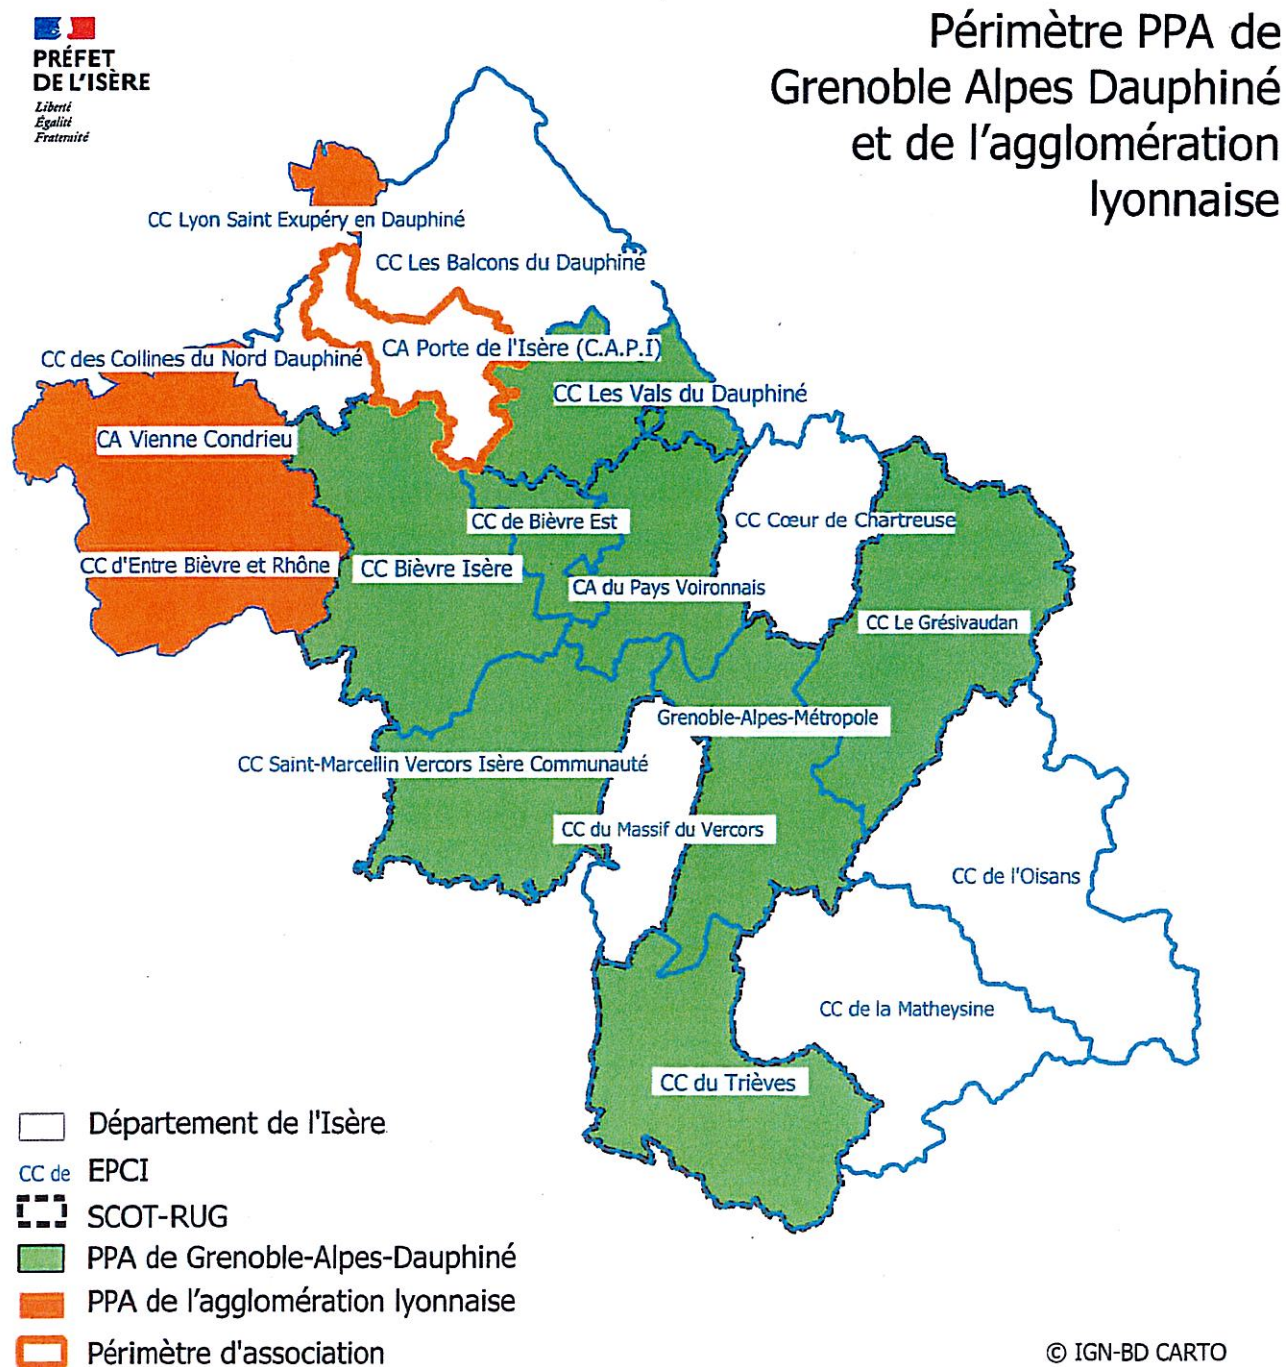 PRÉFET
DE L'ISÈRE
Liberté
Égalité
Fraternité
Périmètre PPA de
Grenoble Alpes Dauphiné
et de l'agglomération
lyonnaise
CC Lyon Saint Exupéry en Dauphiné
CC Les Balcons du Dauphiné
CC des Collines du Nord Dauphiné
CA Porte de l'Isère (C.A.P.I)
CC Les Vals du Dauphiné
CA Vienne Condrieu
CC de Bièvre Est
CC Cœur de Chartreuse
CC d'Entre Bièvre et Rhône
CC Bièvre Isère
CA du Pays Voironnais
CC Le Grésivaudan
Grenoble-Alpes-Métropole
CC Saint-Marcellin Vercors Isère Communauté
CC du Massif du Vercors
CC de l'Oisans
CC de la Matheysine
CC du Trièves
Département de l'Isère
CC de EPCI
SCOT-RUG
PPA de Grenoble-Alpes-Dauphiné
PPA de l'agglomération lyonnaise
Périmètre d'association
© IGN-BD CARTO